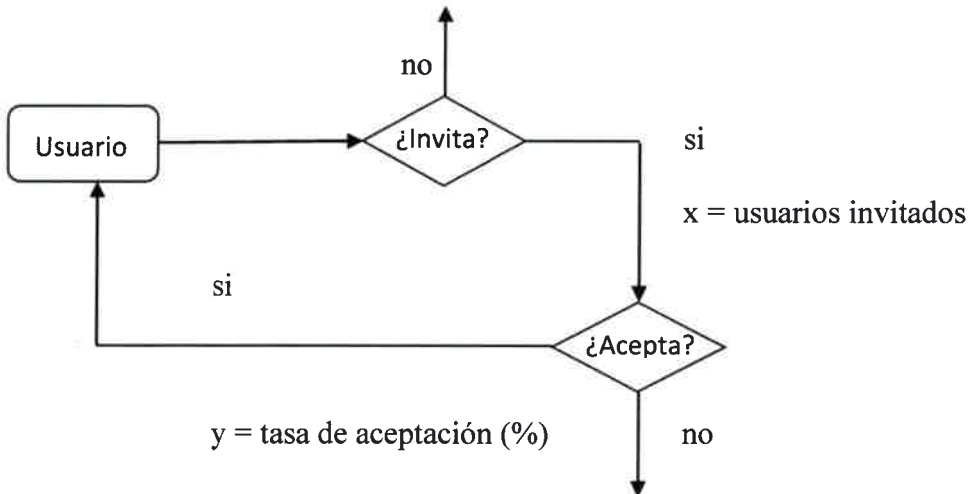 no
Usuario
¿Invita?
si
x = usuarios invitados
si
¿Acepta?
y = tasa de aceptación (%)
no